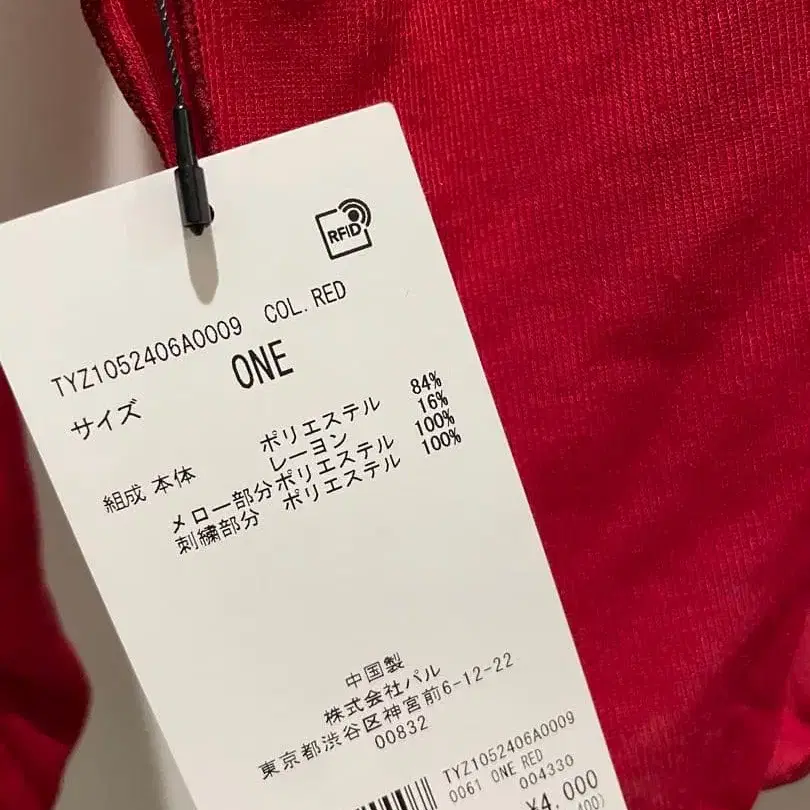 RFID
TYZ1052406A0009 COL.RED
サイズ ONE
組成 本体 ポリエステル 84%
レーヨン 16%
メロー部分ポリエステル 100%
刺繍部分 ポリエステル 100%
中国製
株式会社パル
東京都渋谷区神宮前6-12-22
00832
TYZ1052406A0009
0061 ONE RED
004330
¥4,000
400)